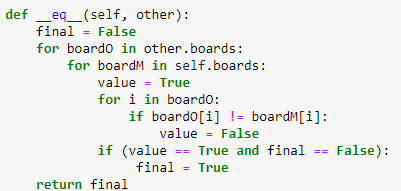 def __eq__(self, other):
    final = False
    for boardO in other.boards:
        for boardM in self.boards:
            value = True
            for i in boardO:
                if boardO[i] != boardM[i]:
                    value = False
            if (value == True and final == False):
                 final = True
    return final